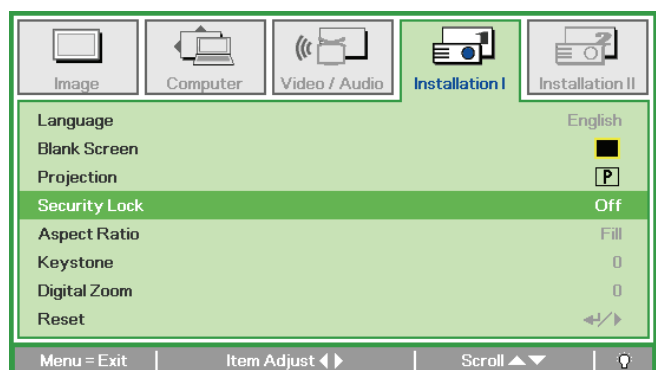 Image Computer Video / Audio Installation I Installation II
Language English
Blank Screen
Projection P
Security Lock Off
Aspect Ratio Fill
Keystone 0
Digital Zoom 0
Reset
Menu = Exit Item Adjust Scroll